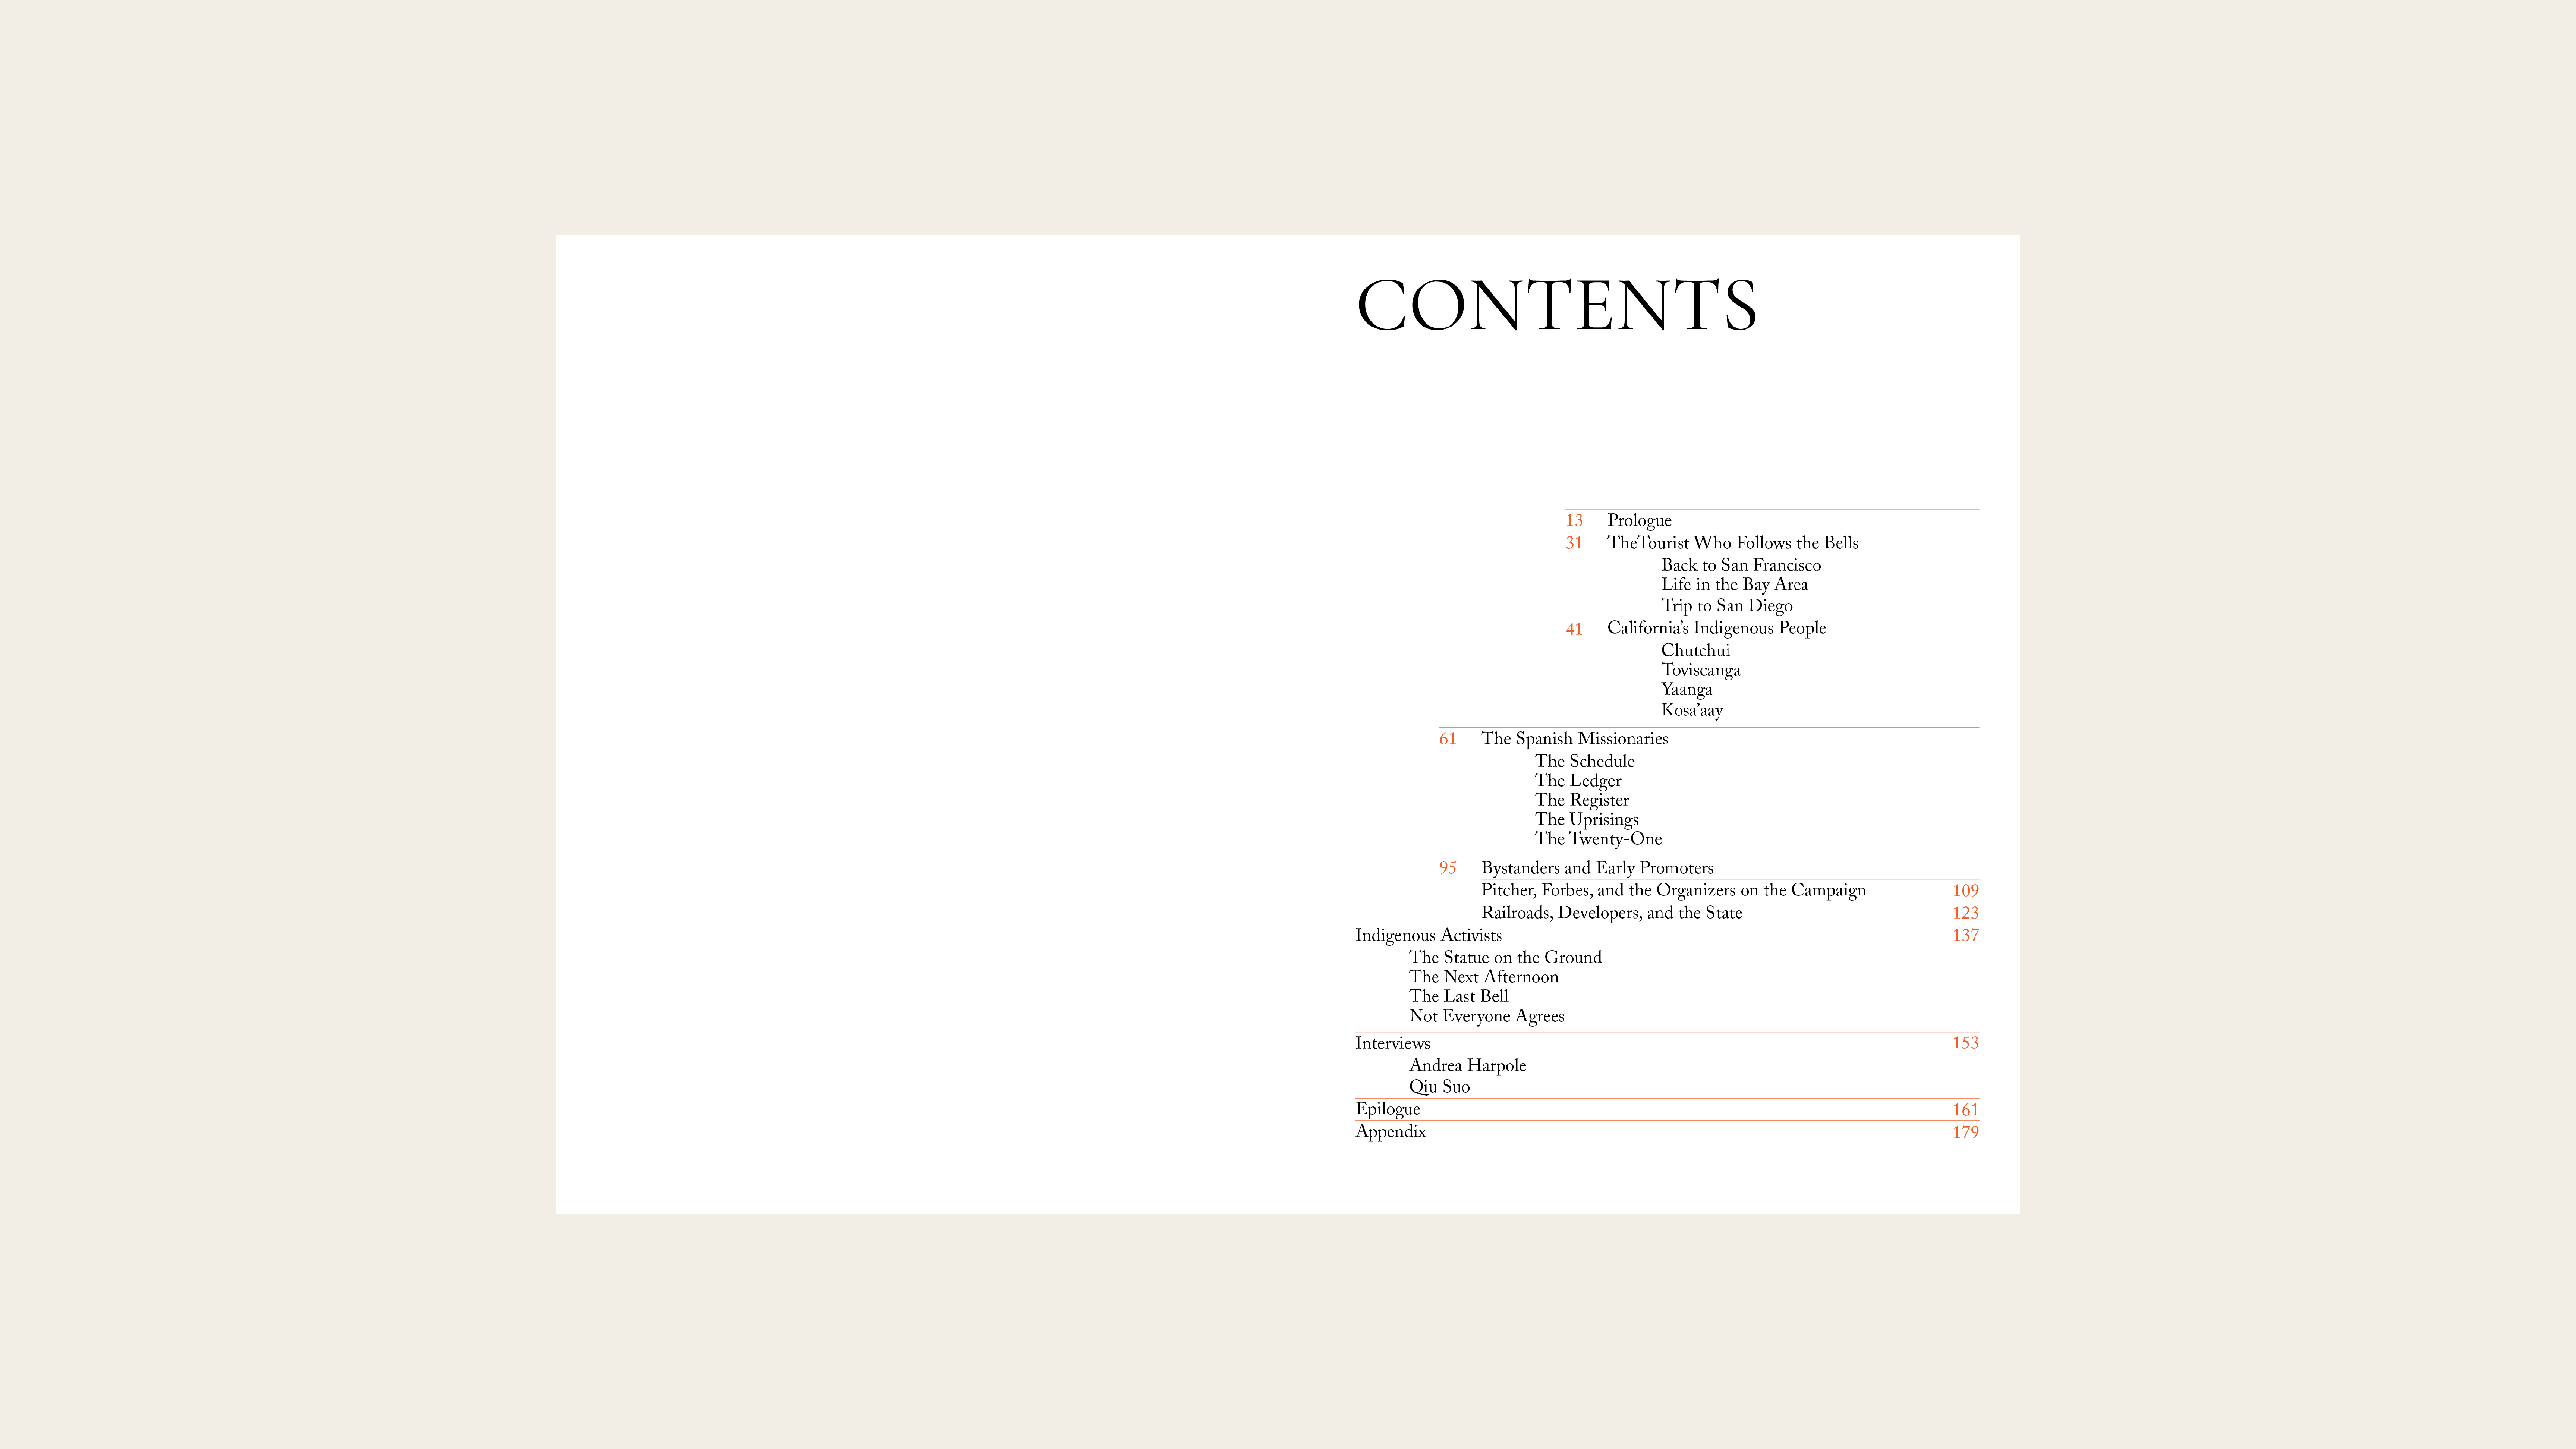 CONTENTS
13 Prologue
31 TheTourist Who Follows the Bells
Back to San Francisco
Life in the Bay Area
Trip to San Diego
41 California’s Indigenous People
Chutchui
Toviscanga
Yaanga
Kosa’aay
61 The Spanish Missionaries
The Schedule
The Ledger
The Register
The Uprisings
The Twenty-One
95 Bystanders and Early Promoters
Pitcher, Forbes, and the Organizers on the Campaign 109
Railroads, Developers, and the State 123
Indigenous Activists 137
The Statue on the Ground
The Next Afternoon
The Last Bell
Not Everyone Agrees
Interviews 153
Andrea Harpole
Qiu Suo
Epilogue 161
Appendix 179